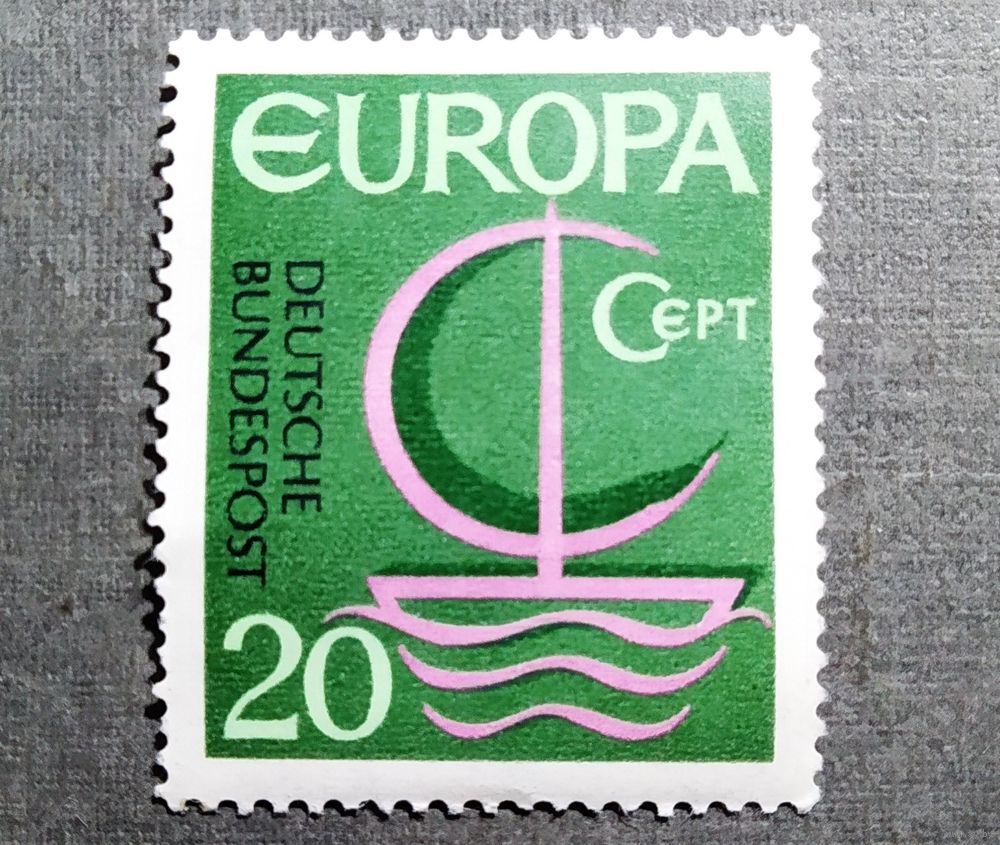 EUROPA
CEPT
DEUTSCHE
BUNDESPOST
20